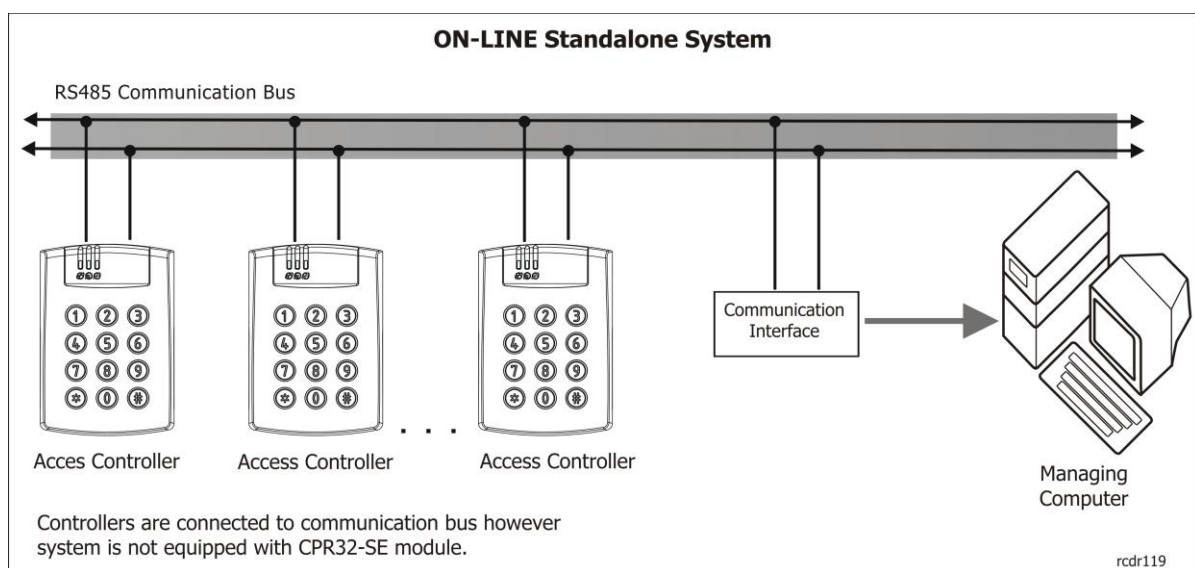 ON-LINE Standalone System
RS485 Communication Bus
1 2 3
4 5 6
7 8 9
* 0 #
1 2 3
4 5 6
7 8 9
* 0 #
1 2 3
4 5 6
7 8 9
* 0 #
Communication
Interface
. . .
Acces Controller
Access Controller
Access Controller
Managing
Computer
Controllers are connected to communication bus however
system is not equipped with CPR32-SE module.
rcdr119